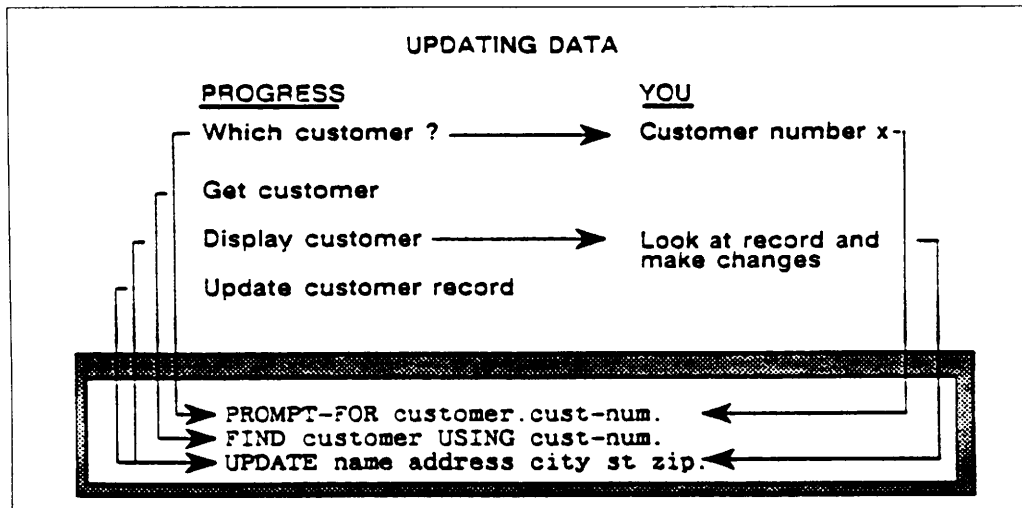 UPDATING DATA
PROGRESS YOU
Which customer ? Customer number x
Get customer
Display customer Look at record and
make changes
Update customer record
PROMPT-FOR customer.cust-num.
FIND customer USING cust-num.
UPDATE name address city st zip.